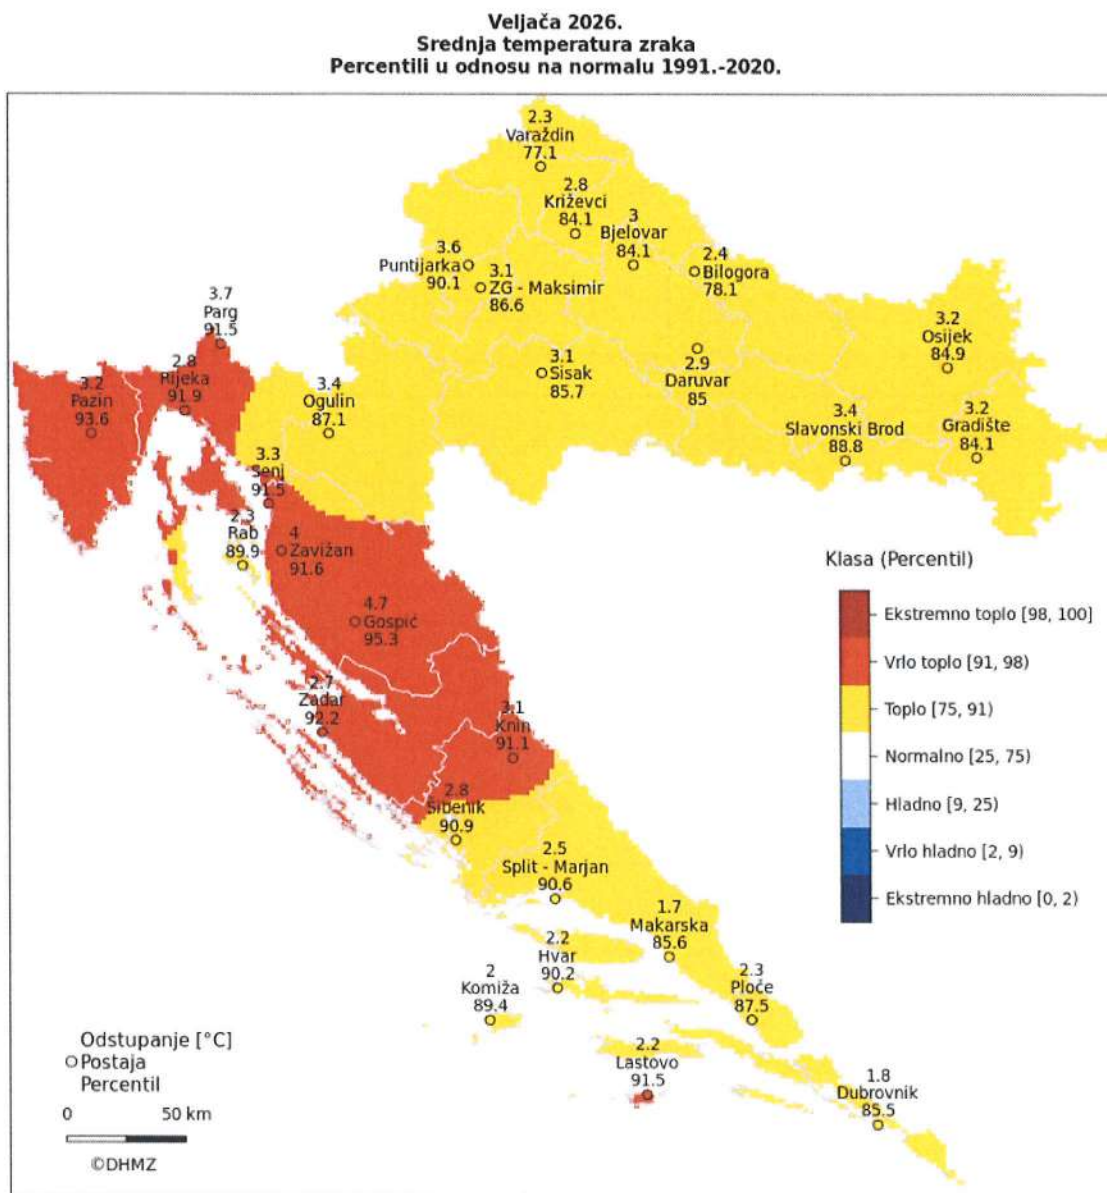 Veljača 2026.
Srednja temperatura zraka
Percentili u odnosu na normalu 1991.-2020.
2.3
Varaždin
77.1
2.8
Križevci
84.1
3
Bjelovar
84.1
3.6
Puntijarka
90.1
3.1
ZG - Maksimir
86.6
2.4
Bilogora
78.1
3.7
Parg
91.5
3.2
Osijek
84.9
2.8
Rijeka
91.9
3.2
Pazin
93.6
3.4
Ogulin
87.1
3.1
Sisak
85.7
2.9
Daruvar
85
3.4
Slavonski Brod
88.8
3.2
Gradište
84.1
3.3
Senj
91.5
2.3
Rab
89.9
4
Zavižan
91.6
4.7
Gospić
95.3
2.7
Zadar
92.2
3.1
Knin
91.1
2.8
Šibenik
90.9
2.5
Split - Marjan
90.6
1.7
Makarska
85.6
2.2
Hvar
90.2
2
Komiža
89.4
2.3
Ploče
87.5
2.2
Lastovo
91.5
1.8
Dubrovnik
85.5
Klasa (Percentil)
Ekstremno toplo [98, 100]
Vrlo toplo [91, 98)
Toplo [75, 91)
Normalno [25, 75)
Hladno [9, 25)
Vrlo hladno [2, 9)
Ekstremno hladno [0, 2)
Odstupanje [°C]
Postaja
Percentil
0 50 km
©DHMZ